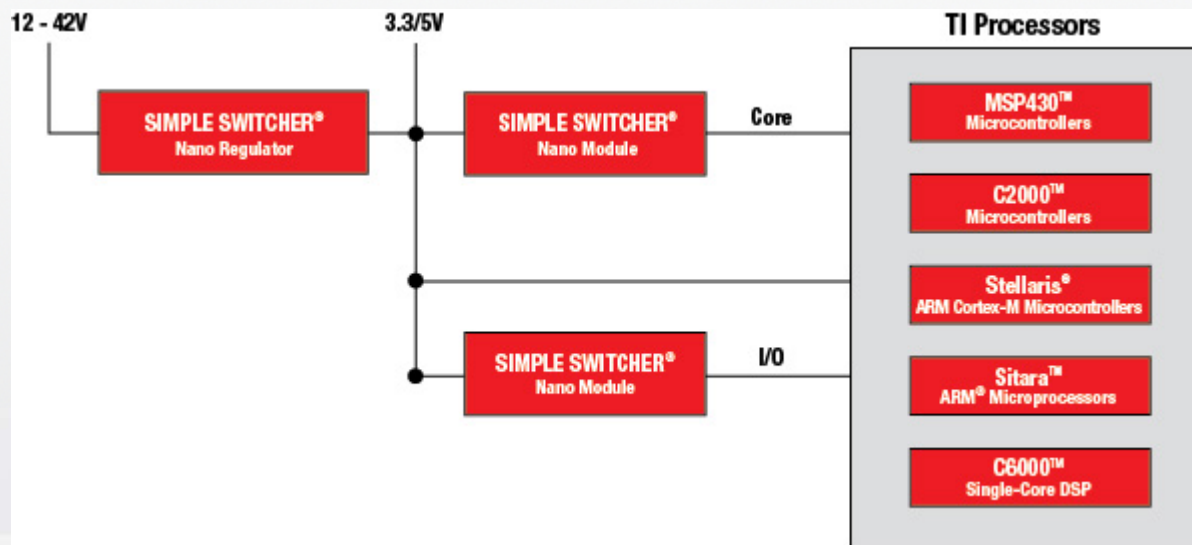 12 - 42V
3.3/5V
TI Processors
SIMPLE SWITCHER®
Nano Regulator
SIMPLE SWITCHER®
Nano Module
Core
SIMPLE SWITCHER®
Nano Module
I/O
MSP430™
Microcontrollers
C2000™
Microcontrollers
Stellaris®
ARM Cortex-M Microcontrollers
Sitara™
ARM® Microprocessors
C6000™
Single-Core DSP